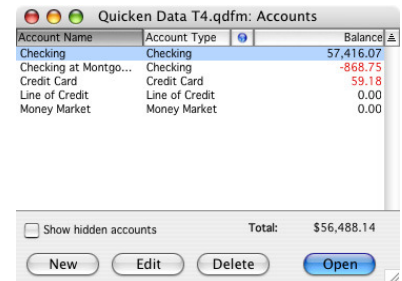 Quicken Data T4.qdfm: Accounts
Account Name Account Type Balance
Checking Checking 57,416.07
Checking at Montgo... Checking -868.75
Credit Card Credit Card 59.18
Line of Credit Line of Credit 0.00
Money Market Money Market 0.00
Show hidden accounts Total: $56,488.14
New Edit Delete Open